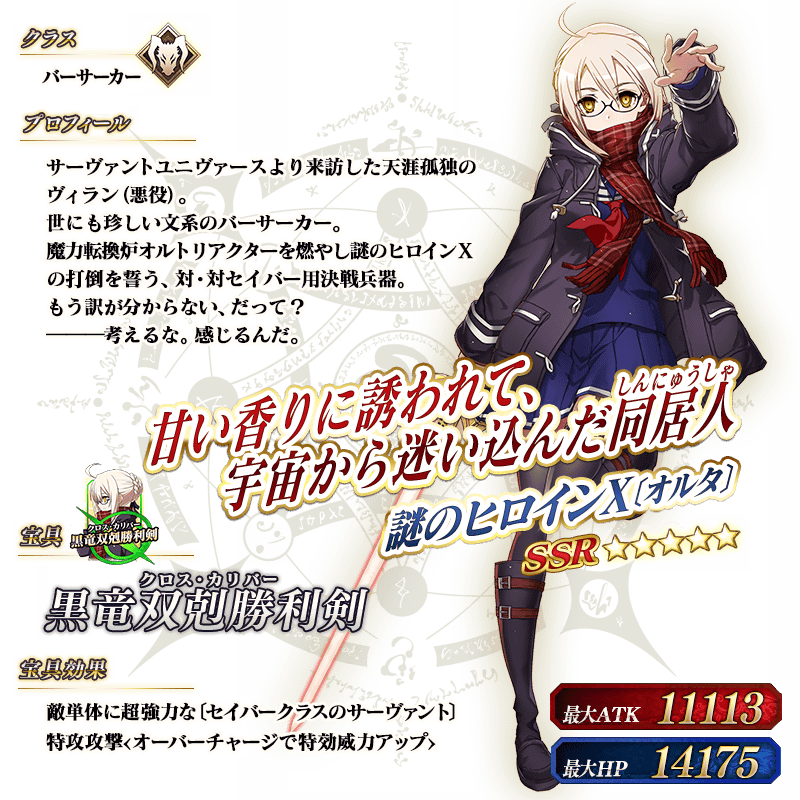 クラス
バーサーカー
プロフィール
サーヴァントユニヴァースより来訪した天涯孤独の
ヴィラン(悪役)。
世にも珍しい文系のバーサーカー。
魔力転換炉オルトリアクターを燃やし謎のヒロインX
の打倒を誓う、対・対セイバー用決戦兵器。
もう訳が分からない、だって?
―――考えるな。感じるんだ。
甘い香りに誘われて、
しんにゅうしゃ
宇宙から迷い込んだ同居人
謎のヒロインX〔オルタ〕
SSR ☆☆☆☆☆
宝具
クロス・カリバー
黒竜双剋勝利剣
クロス・カリバー
黒竜双剋勝利剣
宝具効果
敵単体に超強力な〔セイバークラスのサーヴァント〕
特攻攻撃<オーバーチャージで特効威力アップ>
最大ATK 11113
最大HP 14175